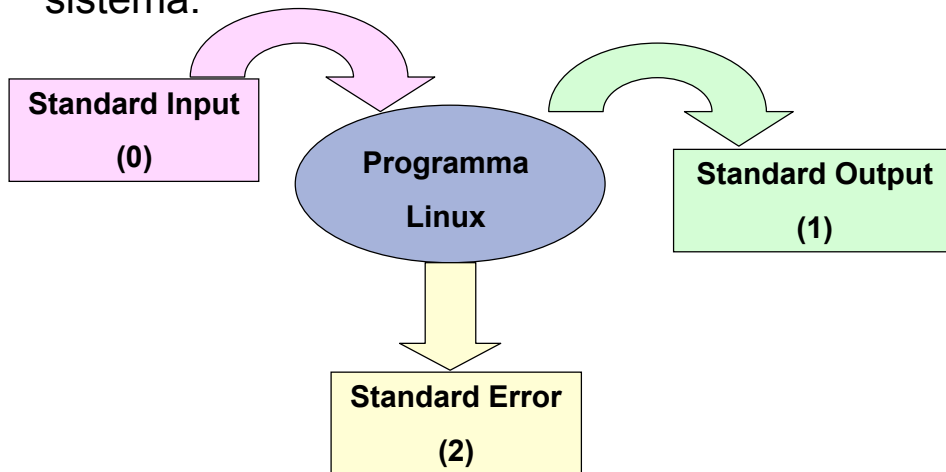 sistema.
Standard Input
(0)
Programma
Linux
Standard Output
(1)
Standard Error
(2)